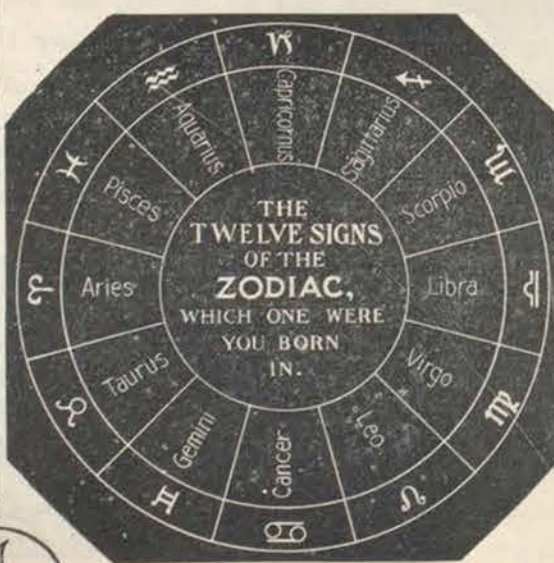 THE
TWELVE SIGNS
OF THE
ZODIAC,
WHICH ONE WERE
YOU BORN
IN.
Capricornus
Sagittarius
Scorpio
Libra
Virgo
Leo
Cancer
Gemini
Taurus
Aries
Pisces
Aquarius
♑
♐
♏
♎
♍
♌
♋
♊
♉
♈
♓
♒